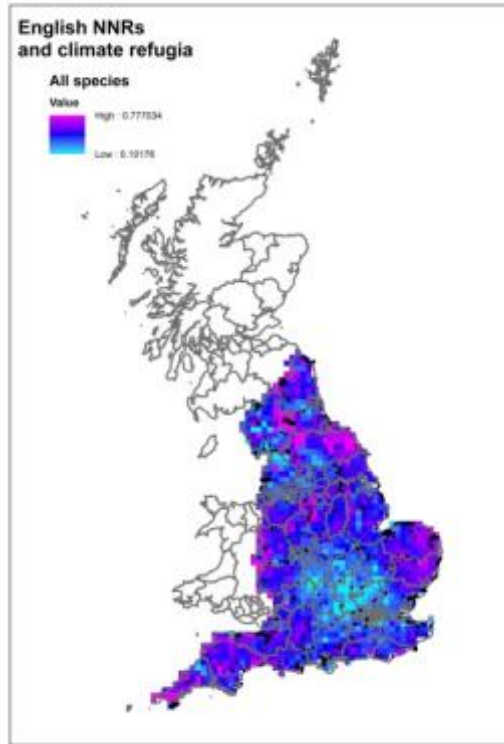 English NNRs
and climate refugia
All species
Value
High : 0.777034
Low : 0.10176